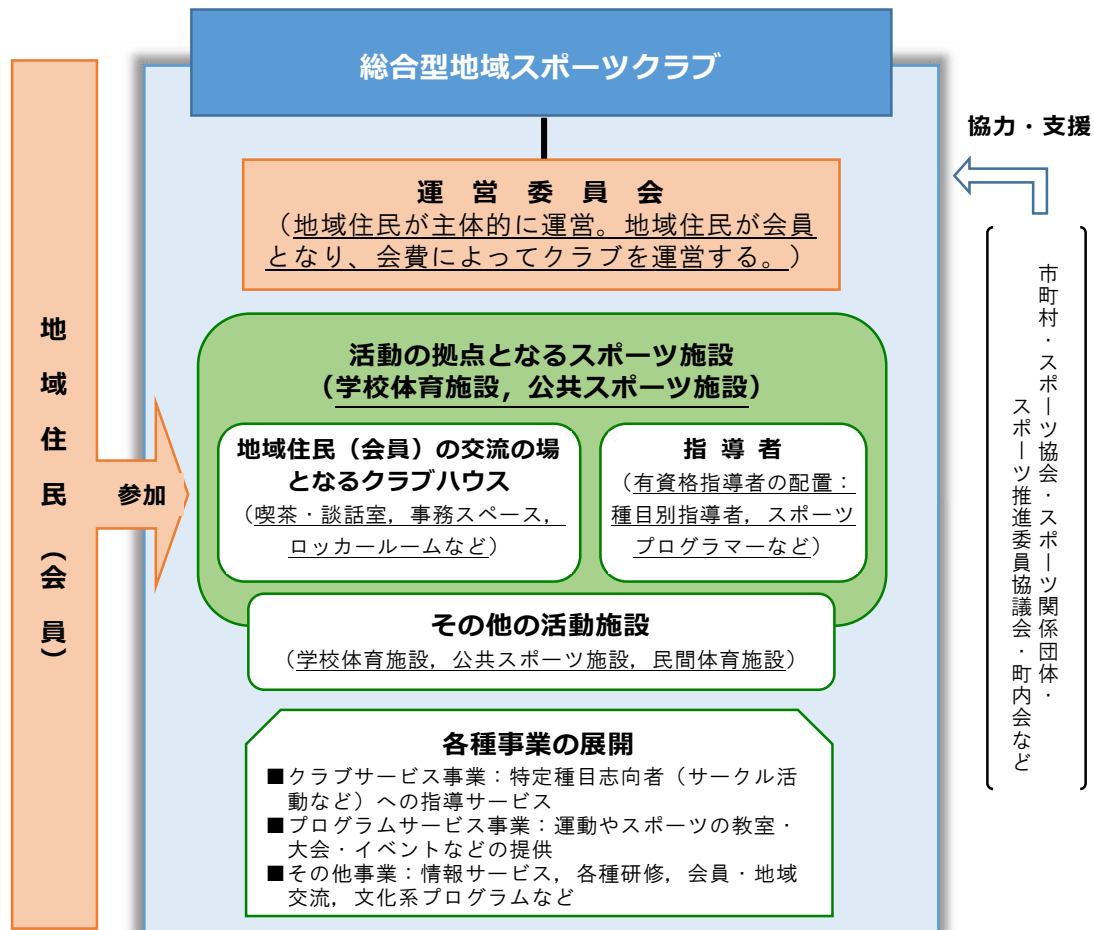 総合型地域スポーツクラブ
運営委員会
（地域住民が主体的に運営。地域住民が会員
となり、会費によってクラブを運営する。）
地域住民（会員）
参加
活動の拠点となるスポーツ施設
（学校体育施設，公共スポーツ施設）
地域住民（会員）の交流の場
となるクラブハウス
（喫茶・談話室，事務スペース，
ロッカールームなど）
指導者
（有資格指導者の配置：
種目別指導者，スポーツ
プログラマーなど）
その他の活動施設
（学校体育施設，公共スポーツ施設，民間体育施設）
各種事業の展開
■クラブサービス事業：特定種目志向者（サークル活
動など）への指導サービス
■プログラムサービス事業：運動やスポーツの教室・
大会・イベントなどの提供
■その他事業：情報サービス，各種研修，会員・地域
交流，文化系プログラムなど
協力・支援
市町村・スポーツ協会・スポーツ関係団体・
スポーツ推進委員協議会・町内会など